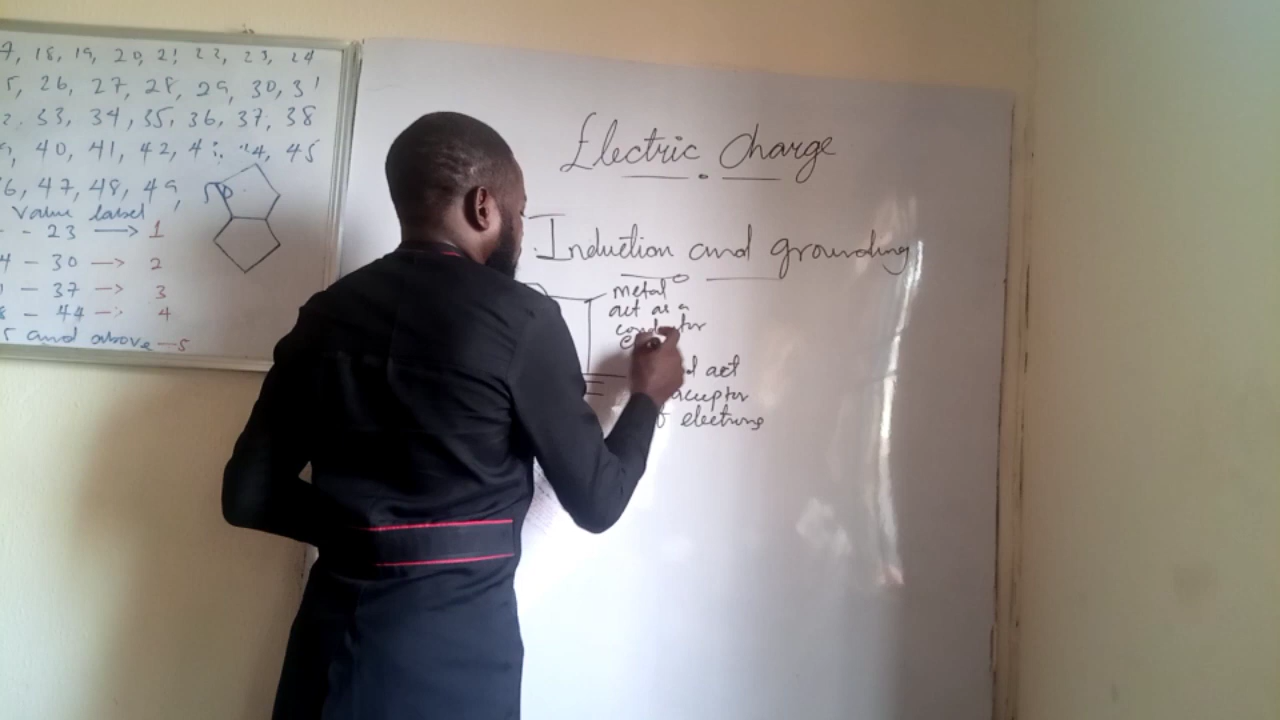 7, 18, 19, 20, 21, 22, 23, 24
5, 26, 27, 28, 29, 30, 31
2. 33, 34, 35, 36, 37, 38
9, 40, 41, 42, 4 44, 45
6, 47, 48, 49,
Value label
- - 23 → 1
4 - 30 → 2
1 - 37 → 3
8 - 44 → 4
and above - 5
Electric Charge
Induction and grounding
metal
act as a
conductor
d act
acceptor
of electrons